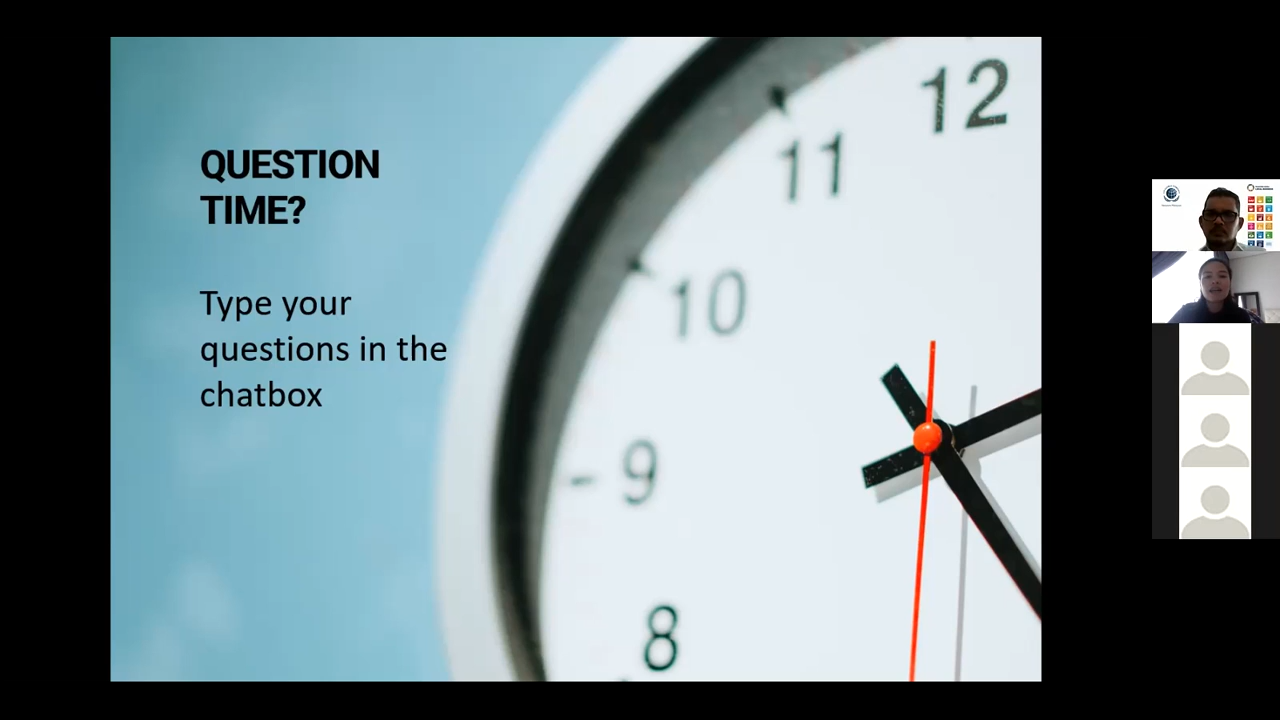 QUESTION
TIME?
Type your
questions in the
chatbox
12
11
10
9
8